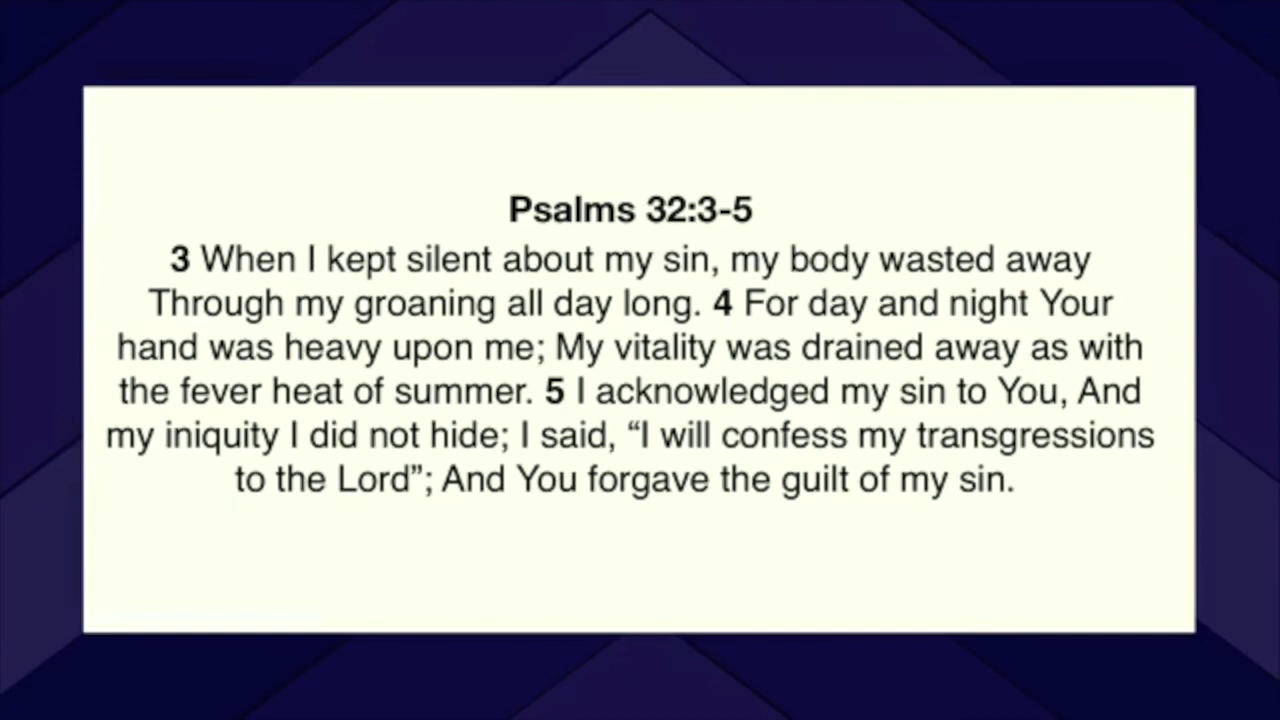 Psalms 32:3-5
3 When I kept silent about my sin, my body wasted away
Through my groaning all day long. 4 For day and night Your
hand was heavy upon me; My vitality was drained away as with
the fever heat of summer. 5 I acknowledged my sin to You, And
my iniquity I did not hide; I said, “I will confess my transgressions
to the Lord”; And You forgave the guilt of my sin.